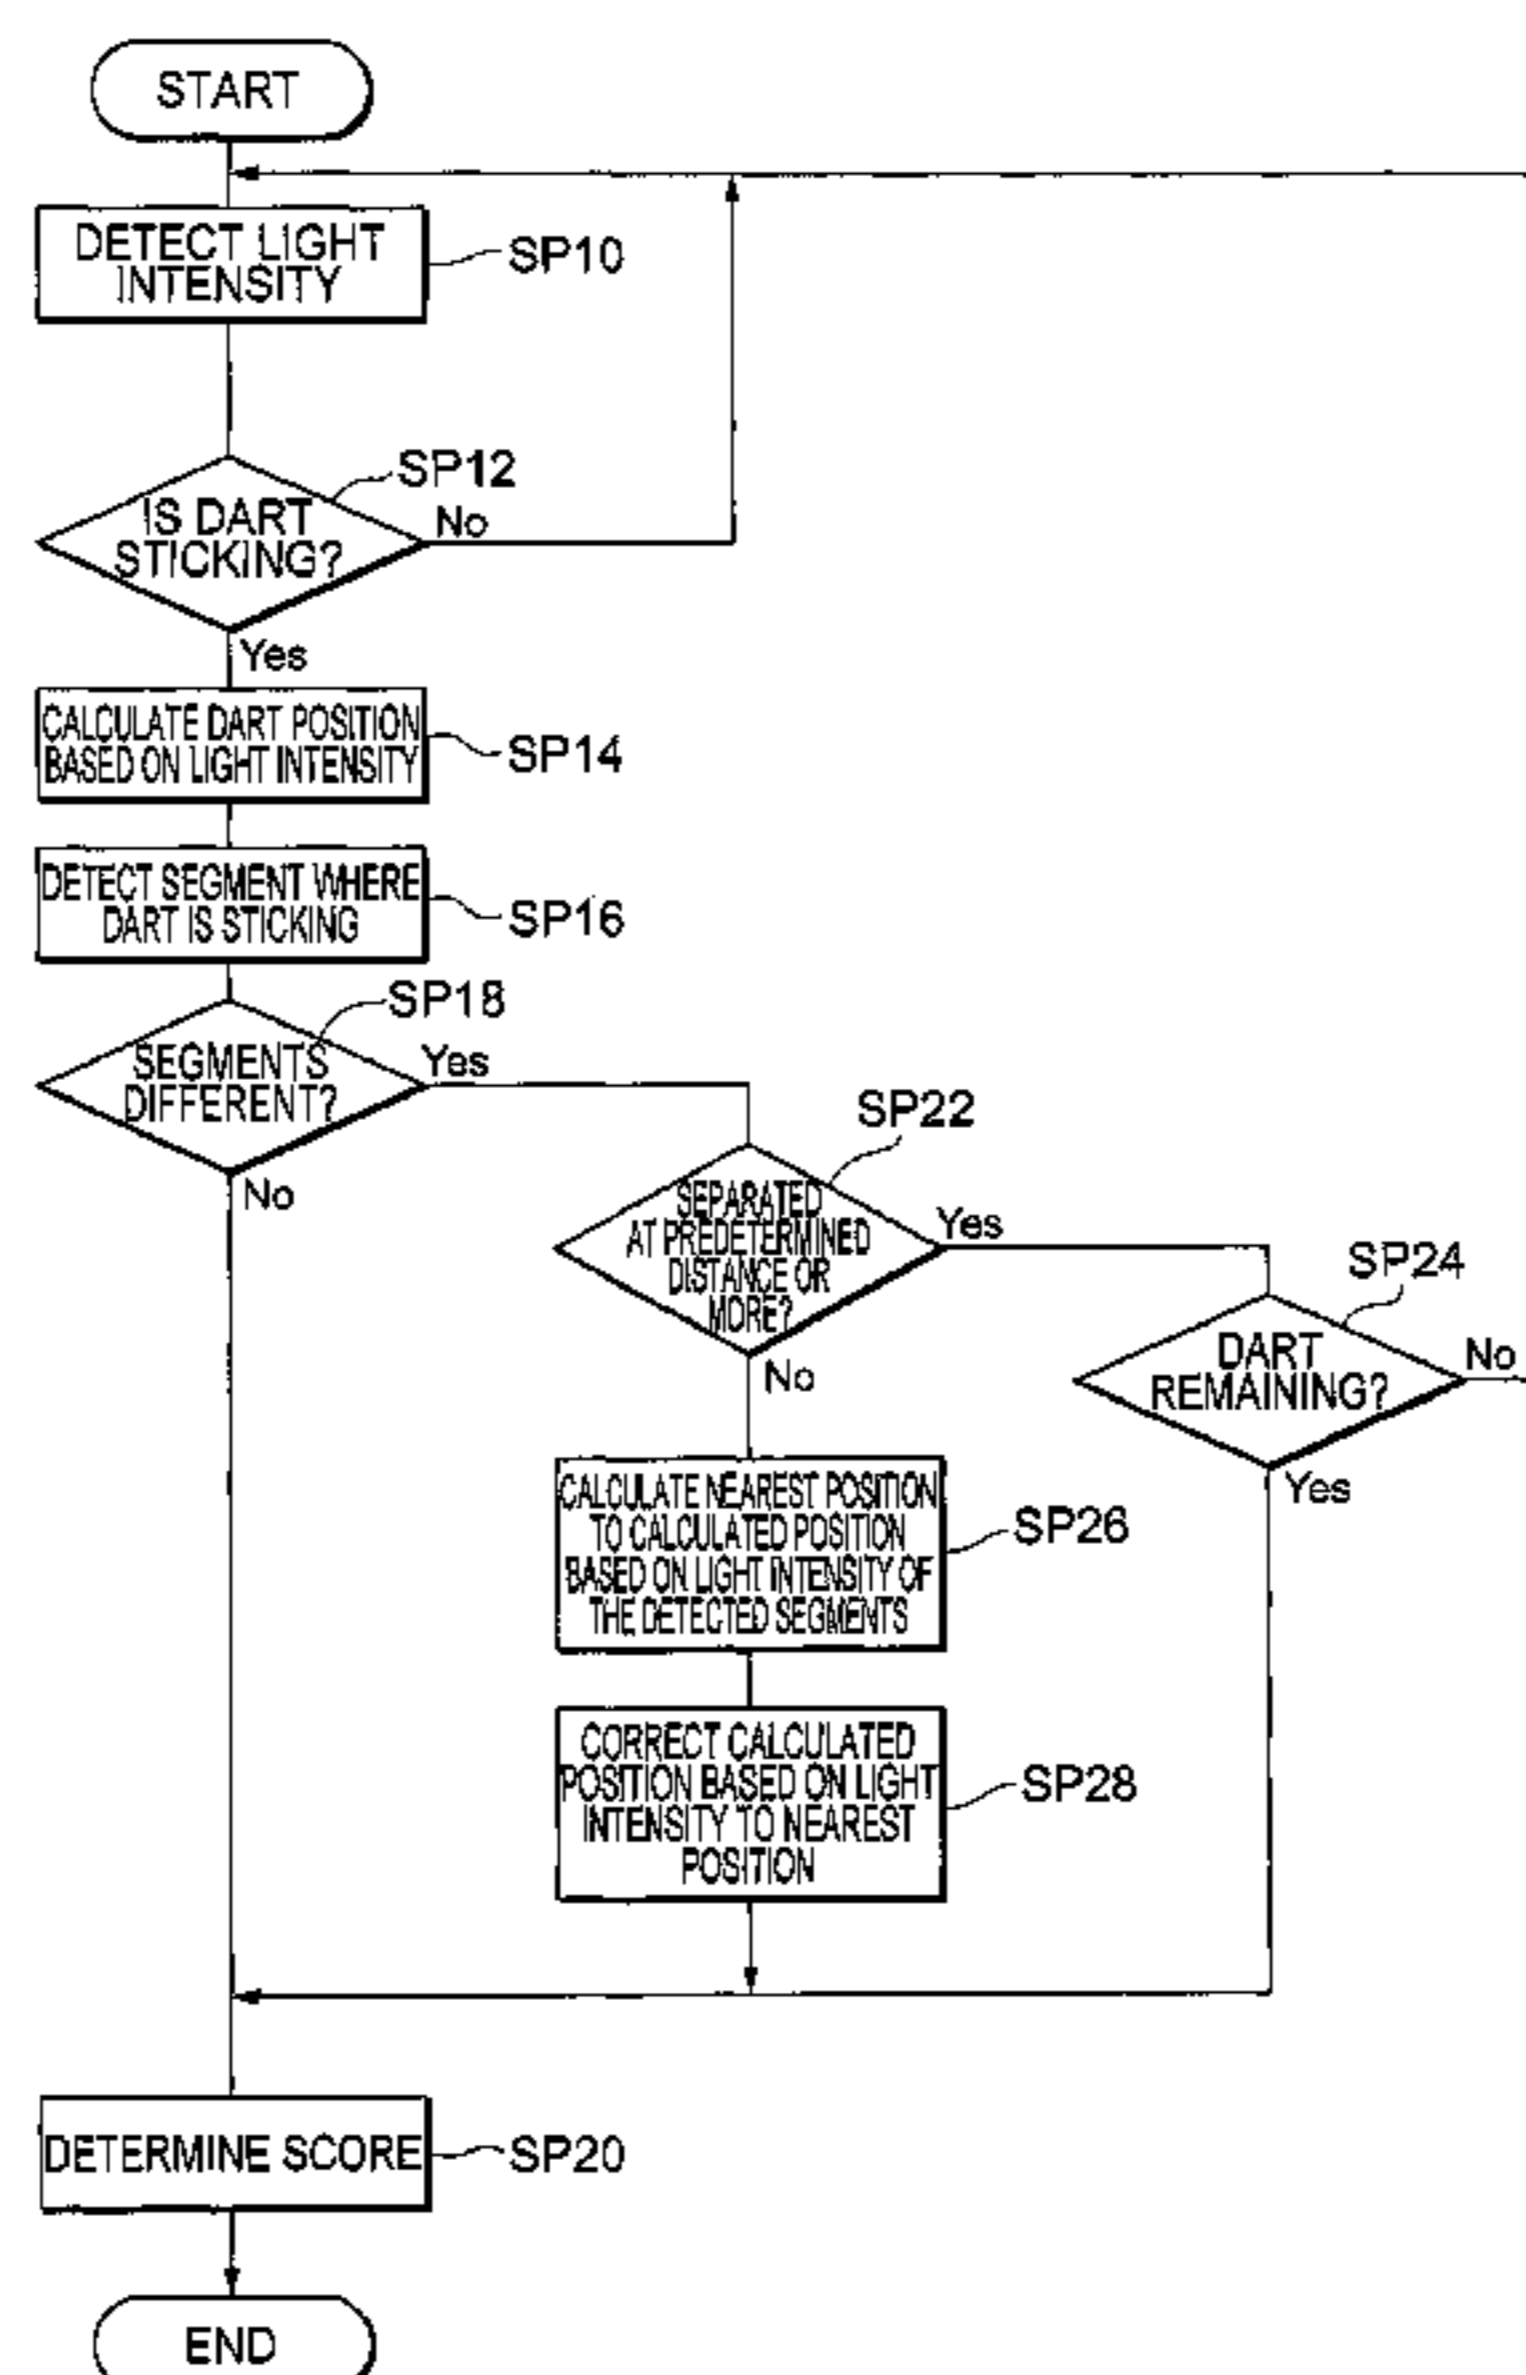 START
DETECT LIGHT
INTENSITY
SP10
SP12
IS DART
STICKING?
No
Yes
CALCULATE DART POSITION
BASED ON LIGHT INTENSITY
SP14
DETECT SEGMENT WHERE
DART IS STICKING
SP16
SP18
SEGMENTS
DIFFERENT?
Yes
No
SP22
SEPARATED
AT PREDETERMINED
DISTANCE OR
MORE?
Yes
No
SP24
DART
REMAINING?
No
Yes
CALCULATE NEAREST POSITION
TO CALCULATED POSITION
BASED ON LIGHT INTENSITY OF
THE DETECTED SEGMENTS
SP26
CORRECT CALCULATED
POSITION BASED ON LIGHT
INTENSITY TO NEAREST
POSITION
SP28
DETERMINE SCORE
SP20
END